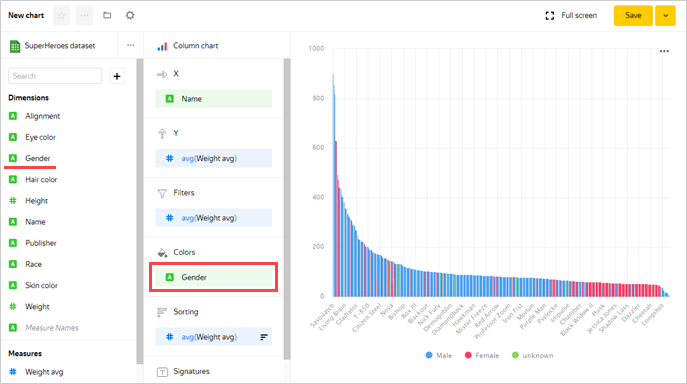 New chart
Full screen
Save
SuperHeroes dataset
Search
Dimensions
Alignment
Eye color
Gender
Hair color
Height
Name
Publisher
Race
Skin color
Weight
Measure Names
Measures
Weight avg
Column chart
X
Name
Y
avg(Weight avg)
Filters
avg(Weight avg)
Colors
Gender
Sorting
avg(Weight avg)
Signatures
1000
800
600
400
200
0
Sasquatch
Living Brain
Gladiator
T-850
Citizen Steel
Nova
Bishop
Box III
Blackout
Nick Fury
Demogoblin
Diamondback
Hawkman
Mister Freeze
Red Arrow
Professor Zoom
Iron Fist
Morlun
Purple Man
Pyslocke
Impulse
Chamber
Black Widow II
Husk
Jessica Jones
Shadow Lass
Dazzler
Cheetah
Longshot
Male
Female
unknown